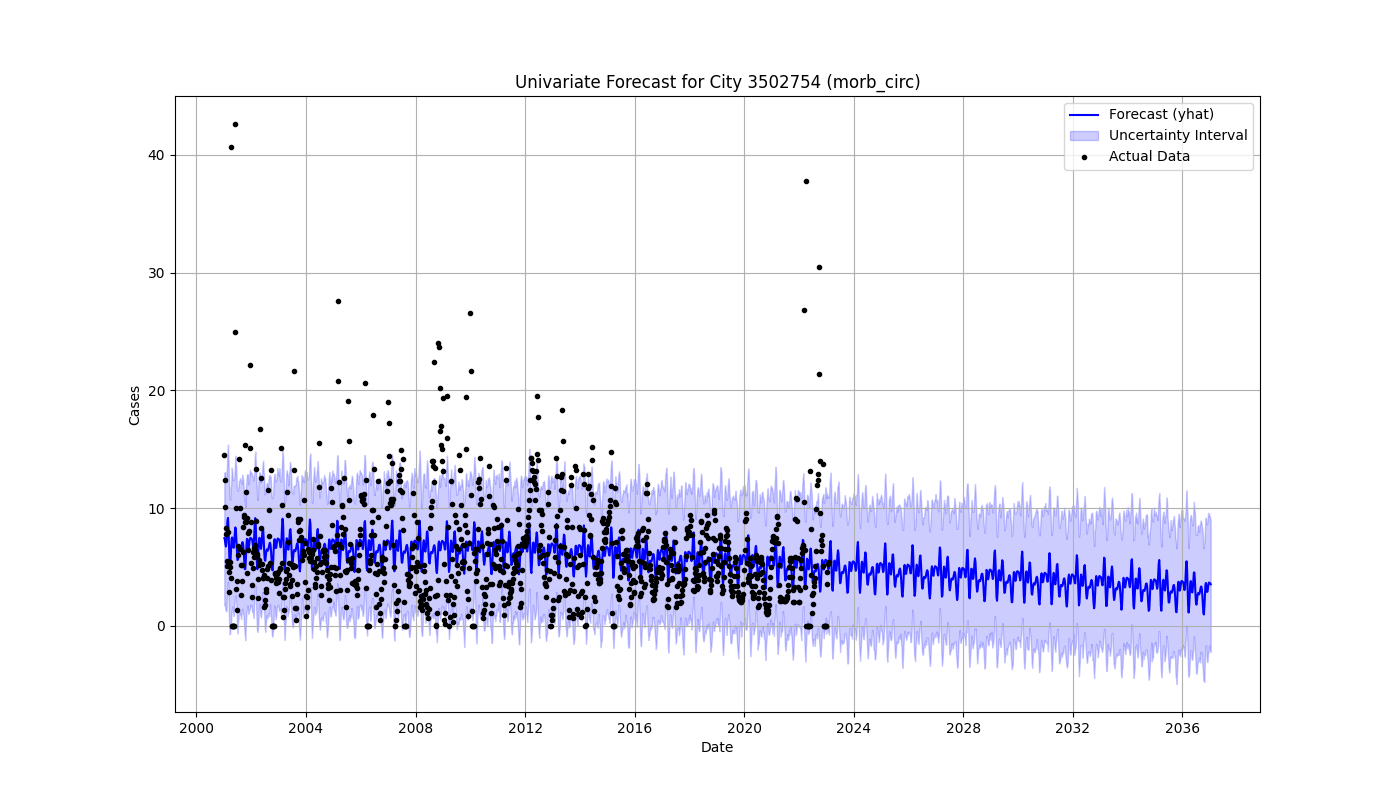 Univariate Forecast for City 3502754 (morb_circ)
Forecast (yhat)
Uncertainty Interval
Actual Data
Cases
40
30
20
10
0
2000 2004 2008 2012 2016 2020 2024 2028 2032 2036
Date